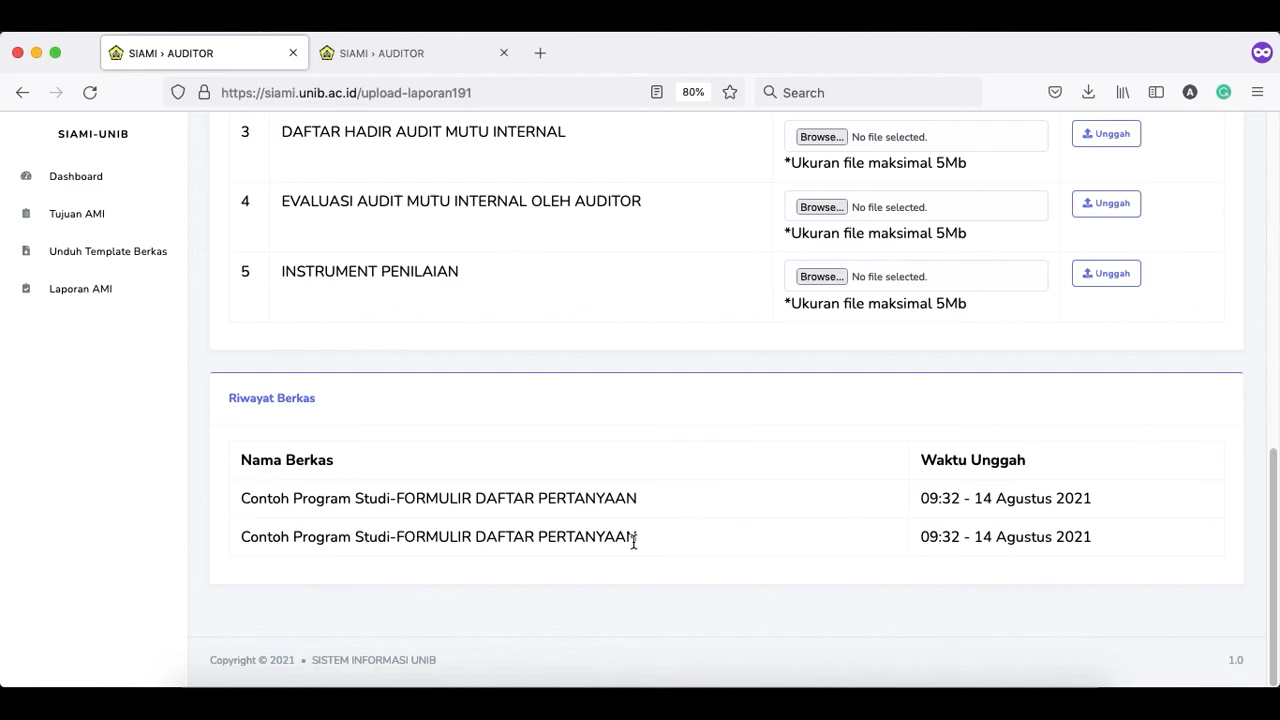 SIAMI › AUDITOR
SIAMI › AUDITOR
https://siami.unib.ac.id/upload-laporan191
80%
Search
A
G
SIAMI-UNIB
Dashboard
Tujuan AMI
Unduh Template Berkas
Laporan AMI
3 DAFTAR HADIR AUDIT MUTU INTERNAL Browse... No file selected. Unggah
*Ukuran file maksimal 5Mb
4 EVALUASI AUDIT MUTU INTERNAL OLEH AUDITOR Browse... No file selected. Unggah
*Ukuran file maksimal 5Mb
5 INSTRUMENT PENILAIAN Browse... No file selected. Unggah
*Ukuran file maksimal 5Mb
Riwayat Berkas
Nama Berkas Waktu Unggah
Contoh Program Studi-FORMULIR DAFTAR PERTANYAAN 09:32 - 14 Agustus 2021
Contoh Program Studi-FORMULIR DAFTAR PERTANYAAN 09:32 - 14 Agustus 2021
Copyright © 2021 • SISTEM INFORMASI UNIB 1.0